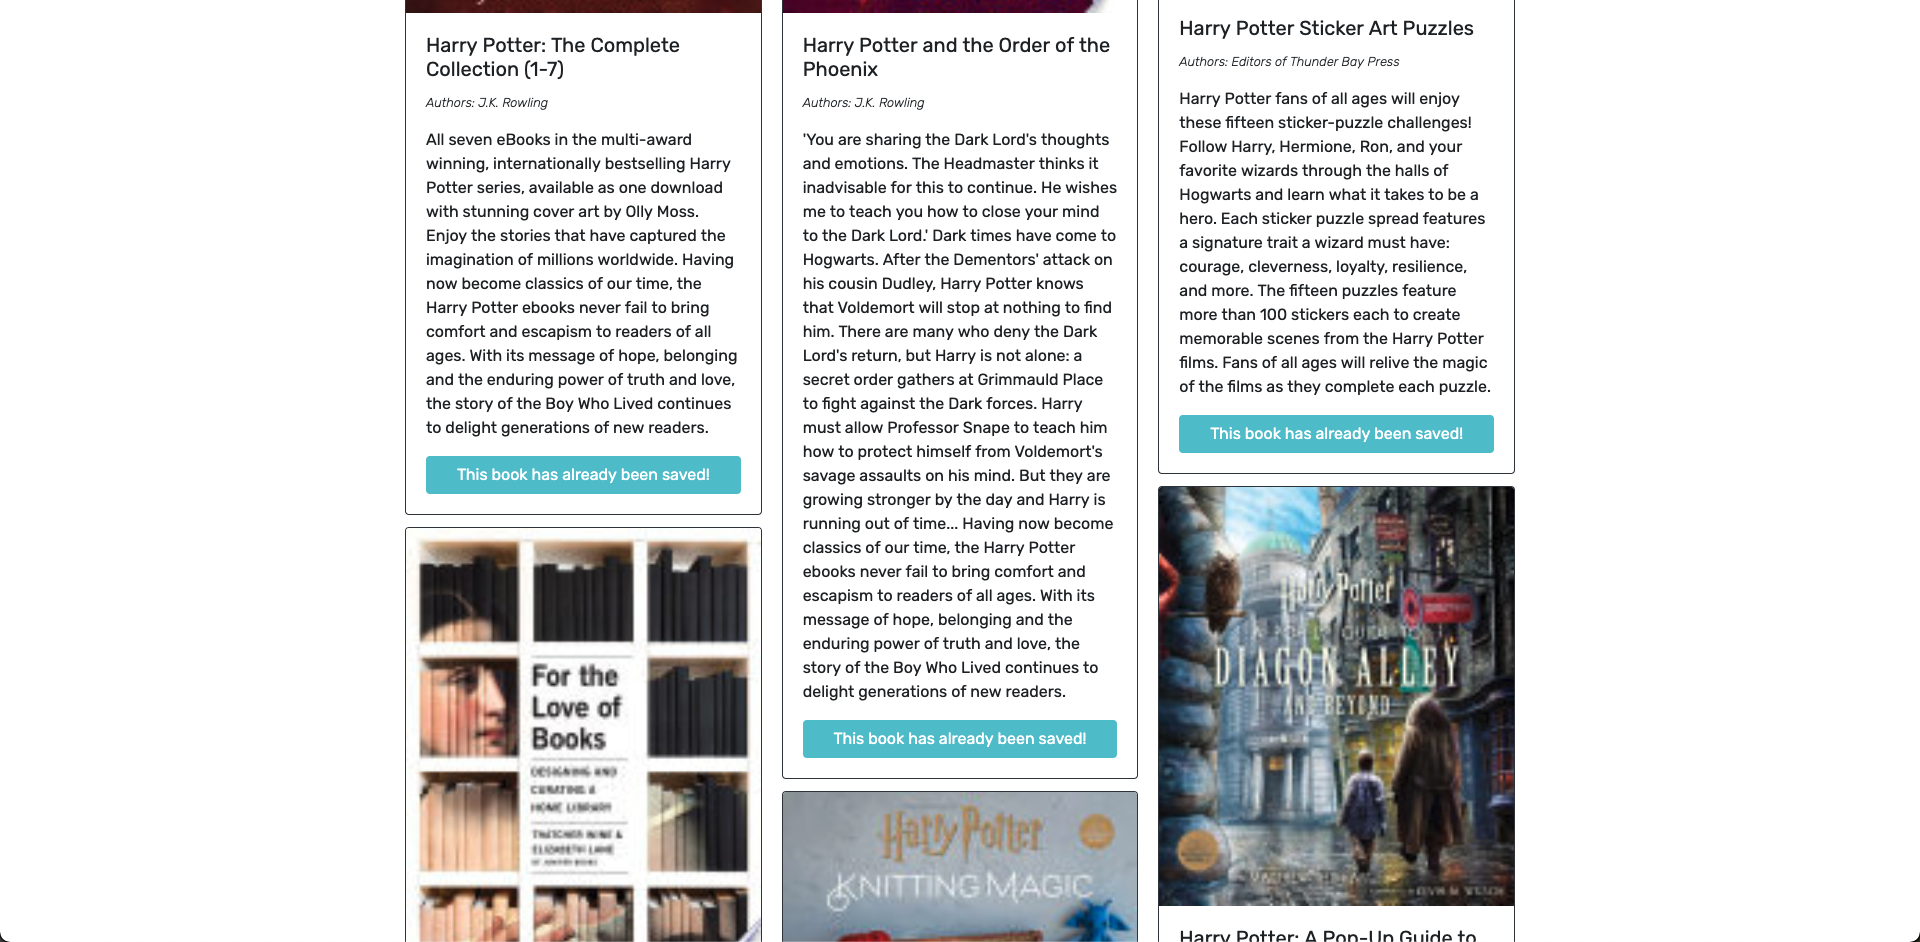 Harry Potter: The Complete
Collection (1-7)
Authors: J.K. Rowling
All seven eBooks in the multi-award
winning, internationally bestselling Harry
Potter series, available as one download
with stunning cover art by Olly Moss.
Enjoy the stories that have captured the
imagination of millions worldwide. Having
now become classics of our time, the
Harry Potter ebooks never fail to bring
comfort and escapism to readers of all
ages. With its message of hope, belonging
and the enduring power of truth and love,
the story of the Boy Who Lived continues
to delight generations of new readers.
This book has already been saved!
For the
Love of
Books
DESIGNING AND
CURATING A
HOME LIBRARY
THATCHER WINE &
ELIZABETH LANE
Harry Potter and the Order of the
Phoenix
Authors: J.K. Rowling
'You are sharing the Dark Lord's thoughts
and emotions. The Headmaster thinks it
inadvisable for this to continue. He wishes
me to teach you how to close your mind
to the Dark Lord.' Dark times have come to
Hogwarts. After the Dementors' attack on
his cousin Dudley, Harry Potter knows
that Voldemort will stop at nothing to find
him. There are many who deny the Dark
Lord's return, but Harry is not alone: a
secret order gathers at Grimmauld Place
to fight against the Dark forces. Harry
must allow Professor Snape to teach him
how to protect himself from Voldemort's
savage assaults on his mind. But they are
growing stronger by the day and Harry is
running out of time... Having now become
classics of our time, the Harry Potter
ebooks never fail to bring comfort and
escapism to readers of all ages. With its
message of hope, belonging and the
enduring power of truth and love, the
story of the Boy Who Lived continues to
delight generations of new readers.
This book has already been saved!
Harry Potter
KNITTING MAGIC
Harry Potter Sticker Art Puzzles
Authors: Editors of Thunder Bay Press
Harry Potter fans of all ages will enjoy
these fifteen sticker-puzzle challenges!
Follow Harry, Hermione, Ron, and your
favorite wizards through the halls of
Hogwarts and learn what it takes to be a
hero. Each sticker puzzle spread features
a signature trait a wizard must have:
courage, cleverness, loyalty, resilience,
and more. The fifteen puzzles feature
more than 100 stickers each to create
memorable scenes from the Harry Potter
films. Fans of all ages will relive the magic
of the films as they complete each puzzle.
This book has already been saved!
Harry Potter
DIAGON ALLEY
AND BEYOND
Harry Potter: A Pop-Up Guide to